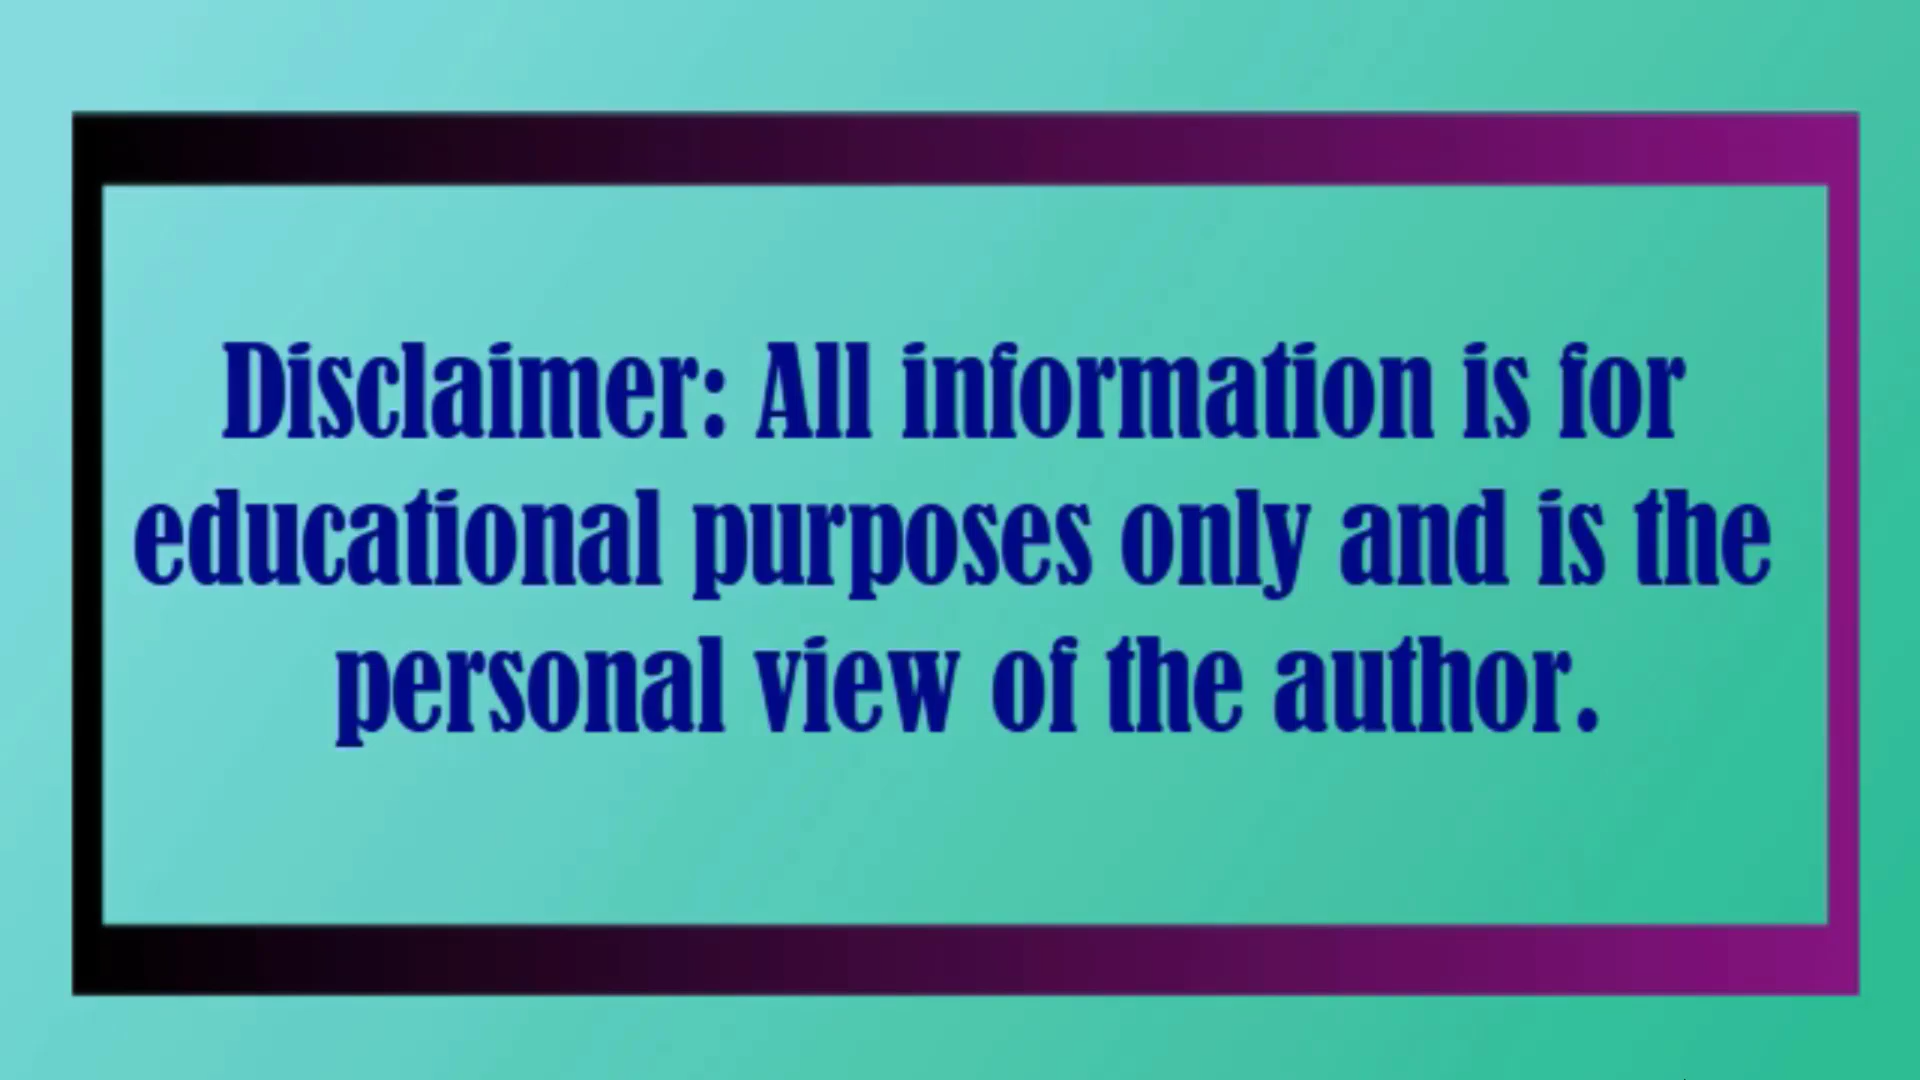 Disclaimer: All information is for
educational purposes only and is the
personal view of the author.